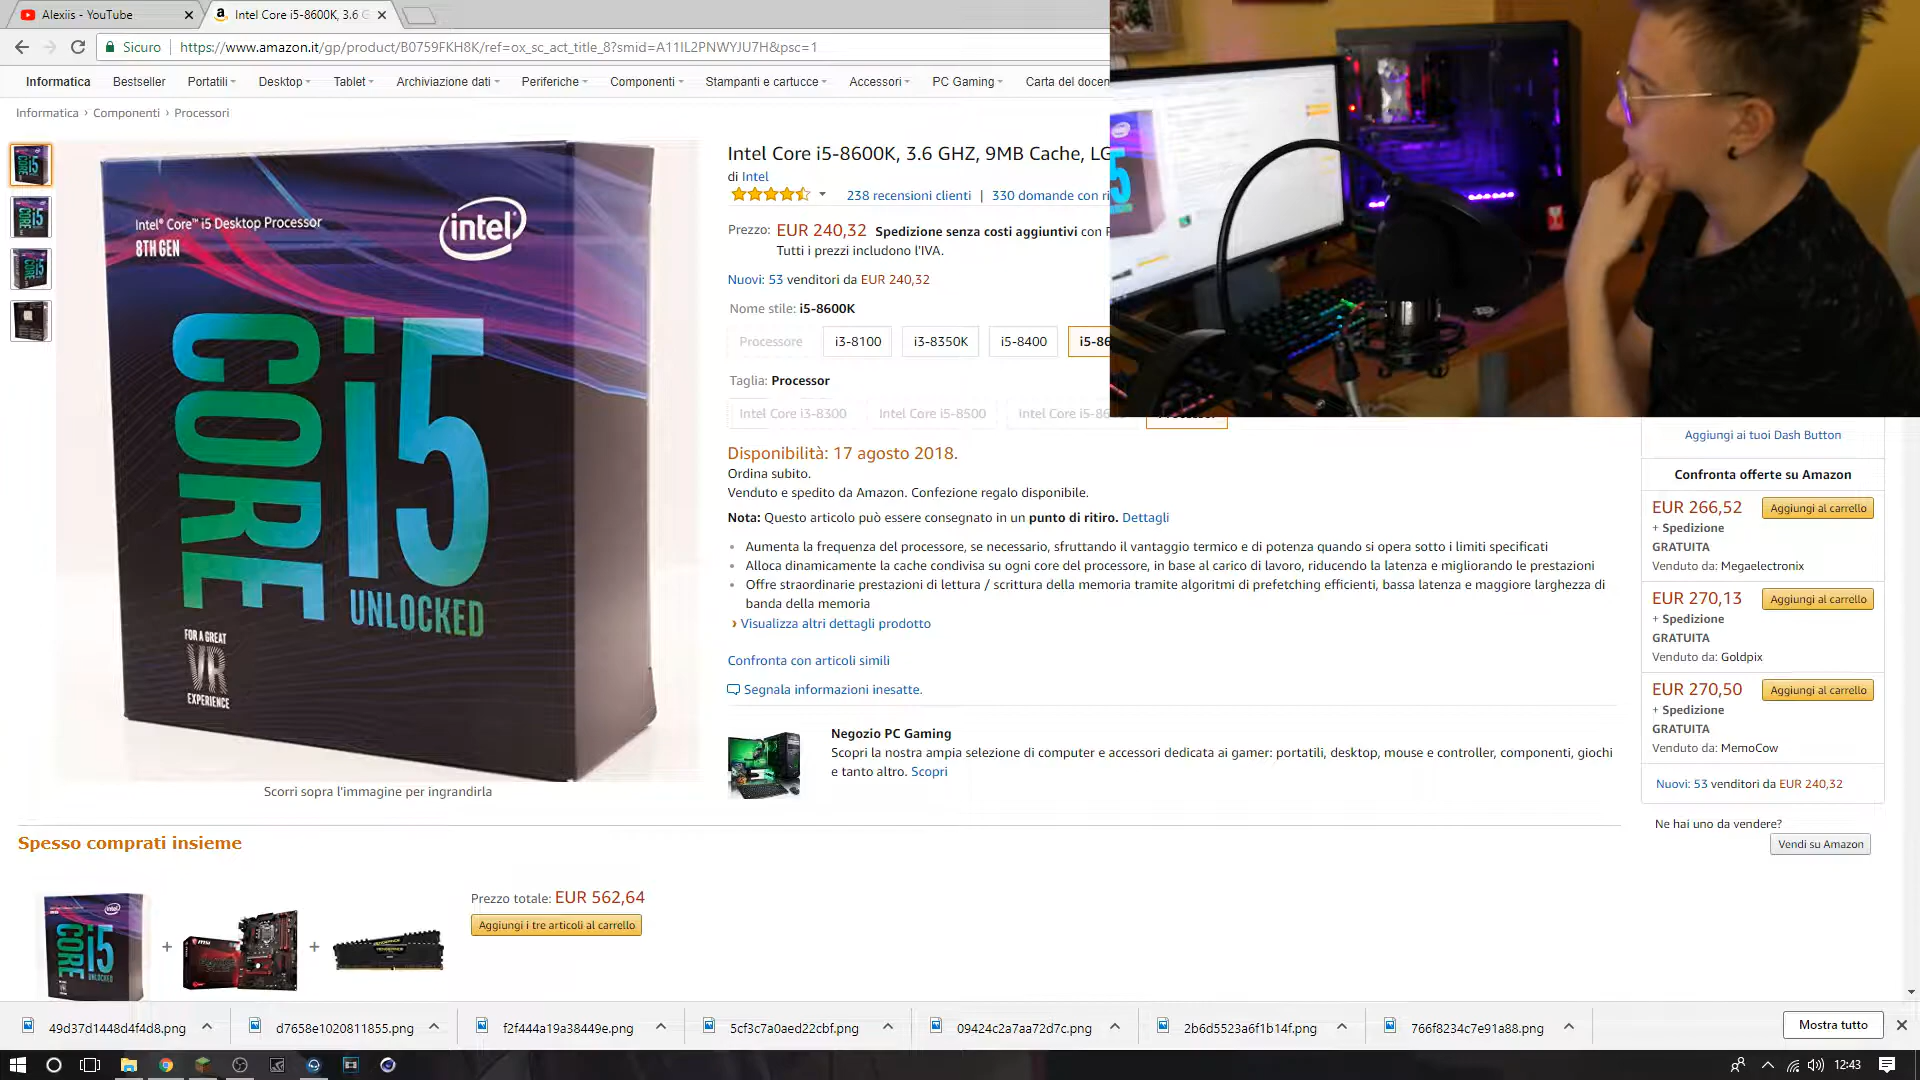 Alexiis - YouTube
Intel Core i5-8600K, 3.6 G
Sicuro
https://www.amazon.it/gp/product/B0759FKH8K/ref=ox_sc_act_title_8?smid=A11IL2PNWYJU7H&psc=1
Informatica
Bestseller
Portatili
Desktop
Tablet
Archiviazione dati
Periferiche
Componenti
Stampanti e cartucce
Accessori
PC Gaming
Carta del docen
Informatica › Componenti › Processori
Intel® Core™ i5 Desktop Processor
8TH GEN
intel
CORE i5
UNLOCKED
FOR A GREAT
VR
EXPERIENCE
Scorri sopra l'immagine per ingrandirla
Intel Core i5-8600K, 3.6 GHZ, 9MB Cache, LG
di Intel
238 recensioni clienti | 330 domande con ri
Prezzo: EUR 240,32 Spedizione senza costi aggiuntivi con P
Tutti i prezzi includono l'IVA.
Nuovi: 53 venditori da EUR 240,32
Nome stile: i5-8600K
Processore
i3-8100
i3-8350K
i5-8400
i5-86
Taglia: Processor
Intel Core i3-8300
Intel Core i5-8500
Intel Core i5-86
Disponibilità: 17 agosto 2018.
Ordina subito.
Venduto e spedito da Amazon. Confezione regalo disponibile.
Nota: Questo articolo può essere consegnato in un punto di ritiro. Dettagli
• Aumenta la frequenza del processore, se necessario, sfruttando il vantaggio termico e di potenza quando si opera sotto i limiti specificati
• Alloca dinamicamente la cache condivisa su ogni core del processore, in base al carico di lavoro, riducendo la latenza e migliorando le prestazioni
• Offre straordinarie prestazioni di lettura / scrittura della memoria tramite algoritmi di prefetching efficienti, bassa latenza e maggiore larghezza di
banda della memoria
› Visualizza altri dettagli prodotto
Confronta con articoli simili
Segnala informazioni inesatte.
Negozio PC Gaming
Scopri la nostra ampia selezione di computer e accessori dedicata ai gamer: portatili, desktop, mouse e controller, componenti, giochi
e tanto altro. Scopri
Aggiungi ai tuoi Dash Button
Confronta offerte su Amazon
EUR 266,52 Aggiungi al carrello
+ Spedizione
GRATUITA
Venduto da: Megaelectronix
EUR 270,13 Aggiungi al carrello
+ Spedizione
GRATUITA
Venduto da: Goldpix
EUR 270,50 Aggiungi al carrello
+ Spedizione
GRATUITA
Venduto da: MemoCow
Nuovi: 53 venditori da EUR 240,32
Ne hai uno da vendere?
Vendi su Amazon
Spesso comprati insieme
Prezzo totale: EUR 562,64
Aggiungi i tre articoli al carrello
49d37d1448d4f4d8.png
d7658e1020811855.png
f2f444a19a38449e.png
5cf3c7a0aed22cbf.png
09424c2a7aa72d7c.png
2b6d5523a6f1b14f.png
766f8234c7e91a88.png
Mostra tutto
12:43